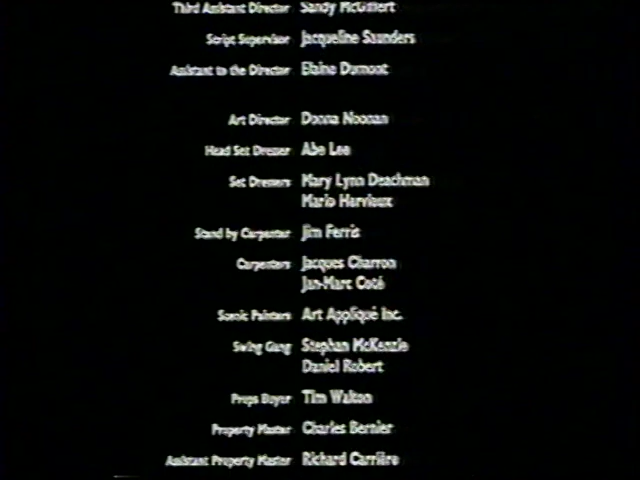 Third Assistant Director Sandy McGiffert
Script Supervisor Jacqueline Saunders
Assistant to the Director Elaine Dumont
Art Director Donna Noonan
Head Set Dresser Abe Lee
Set Dressers Mary Lynn Deachman
Mario Hervieux
Stand by Carpenter Jim Ferris
Carpenters Jacques Charron
Jan-Marc Coté
Scenic Painters Art Appliqué Inc.
Swing Gang Stephan McKenzie
Daniel Robert
Props Buyer Tim Walton
Property Master Charles Bernier
Assistant Property Master Richard Carrière